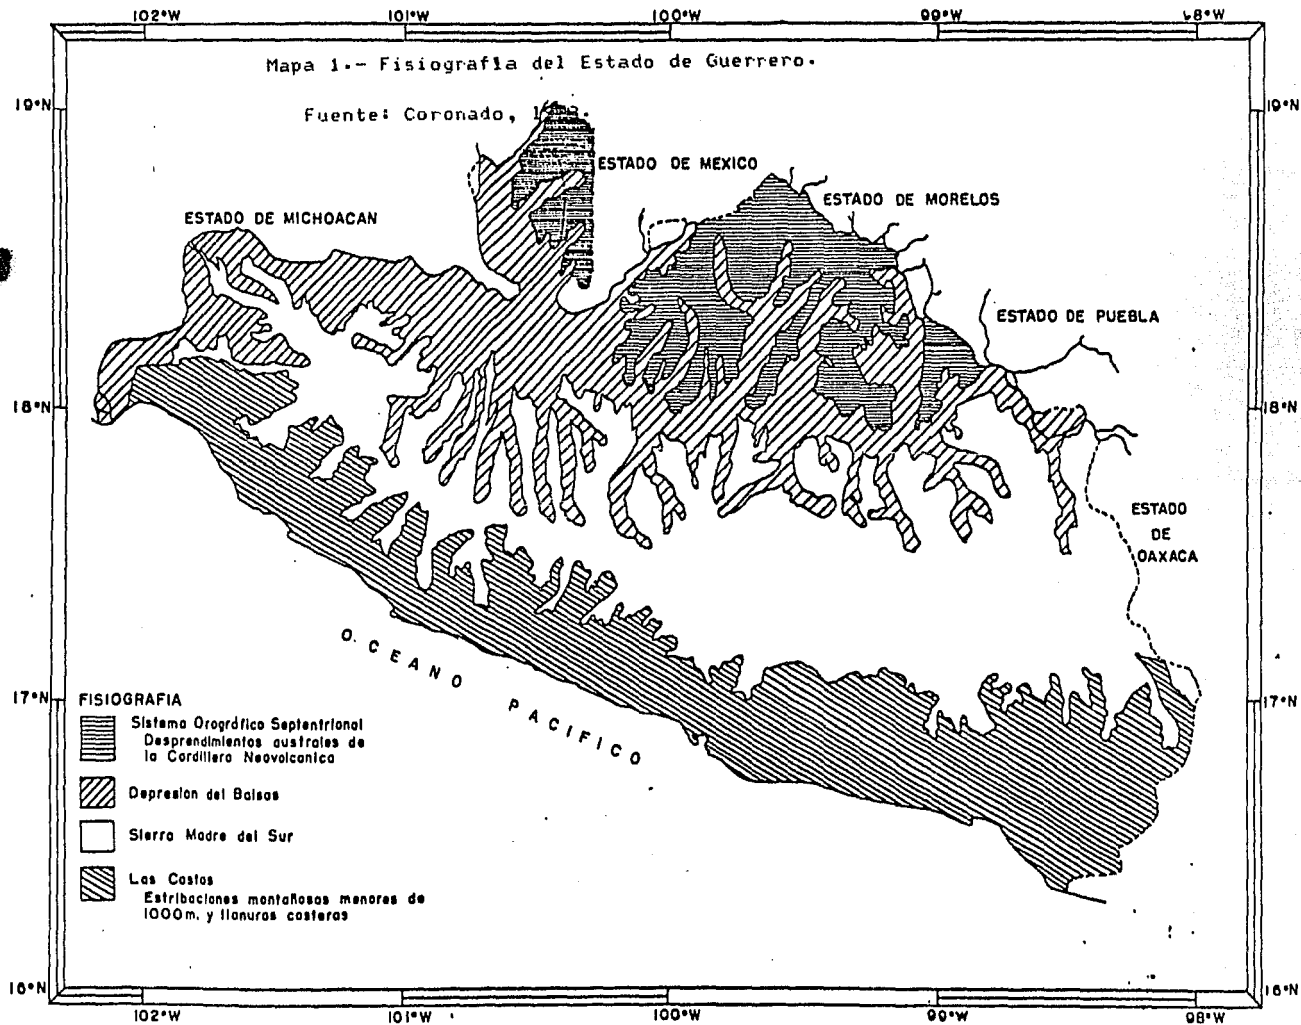 102°W 101°W 100°W 99°W 98°W
Mapa 1.- Fisiografia del Estado de Guerrero.
19°N 19°N
Fuente: Coronado,
ESTADO DE MEXICO
ESTADO DE MORELOS
ESTADO DE MICHOACAN
ESTADO DE PUEBLA
18°N 18°N
ESTADO
DE
OAXACA
OCEANO PACIFICO
17°N 17°N
FISIOGRAFIA
Sistema Orográfico Septentrional
Desprendimientos australes de
la Cordillera Neovolcanica
Depresion del Balsas
Sierra Madre del Sur
Las Costas
Estribaciones montañosas menores de
1000m. y llanuras costeras
16°N 16°N
102°W 101°W 100°W 99°W 98°W